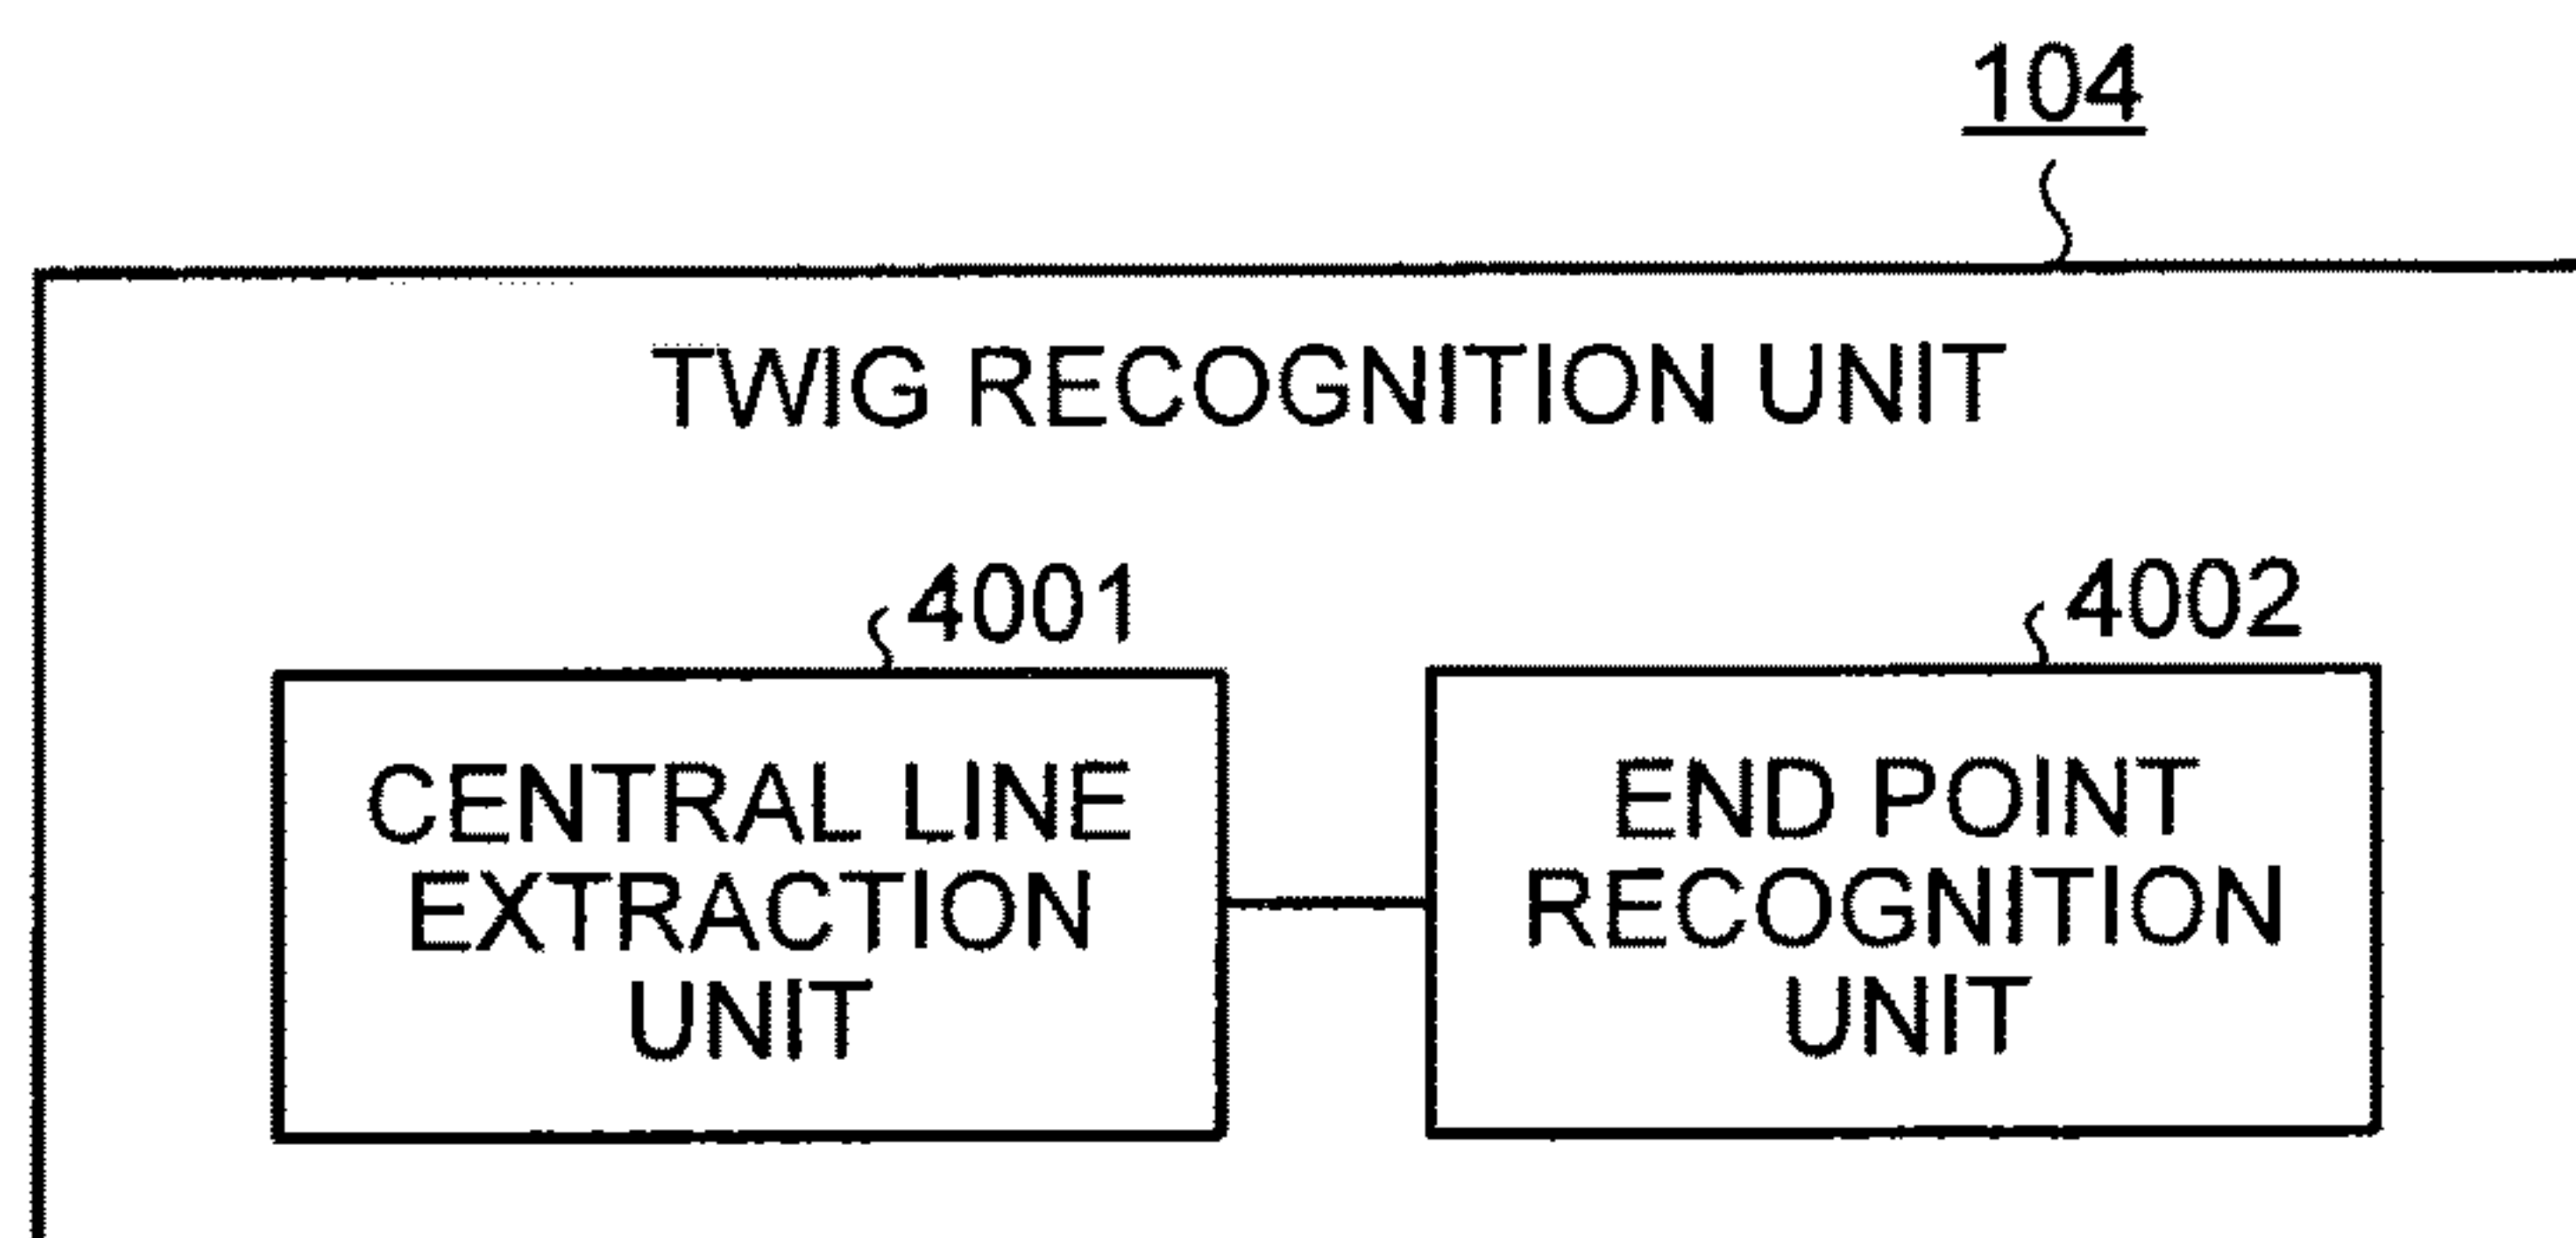 104
TWIG RECOGNITION UNIT
4001
CENTRAL LINE
EXTRACTION
UNIT
4002
END POINT
RECOGNITION
UNIT